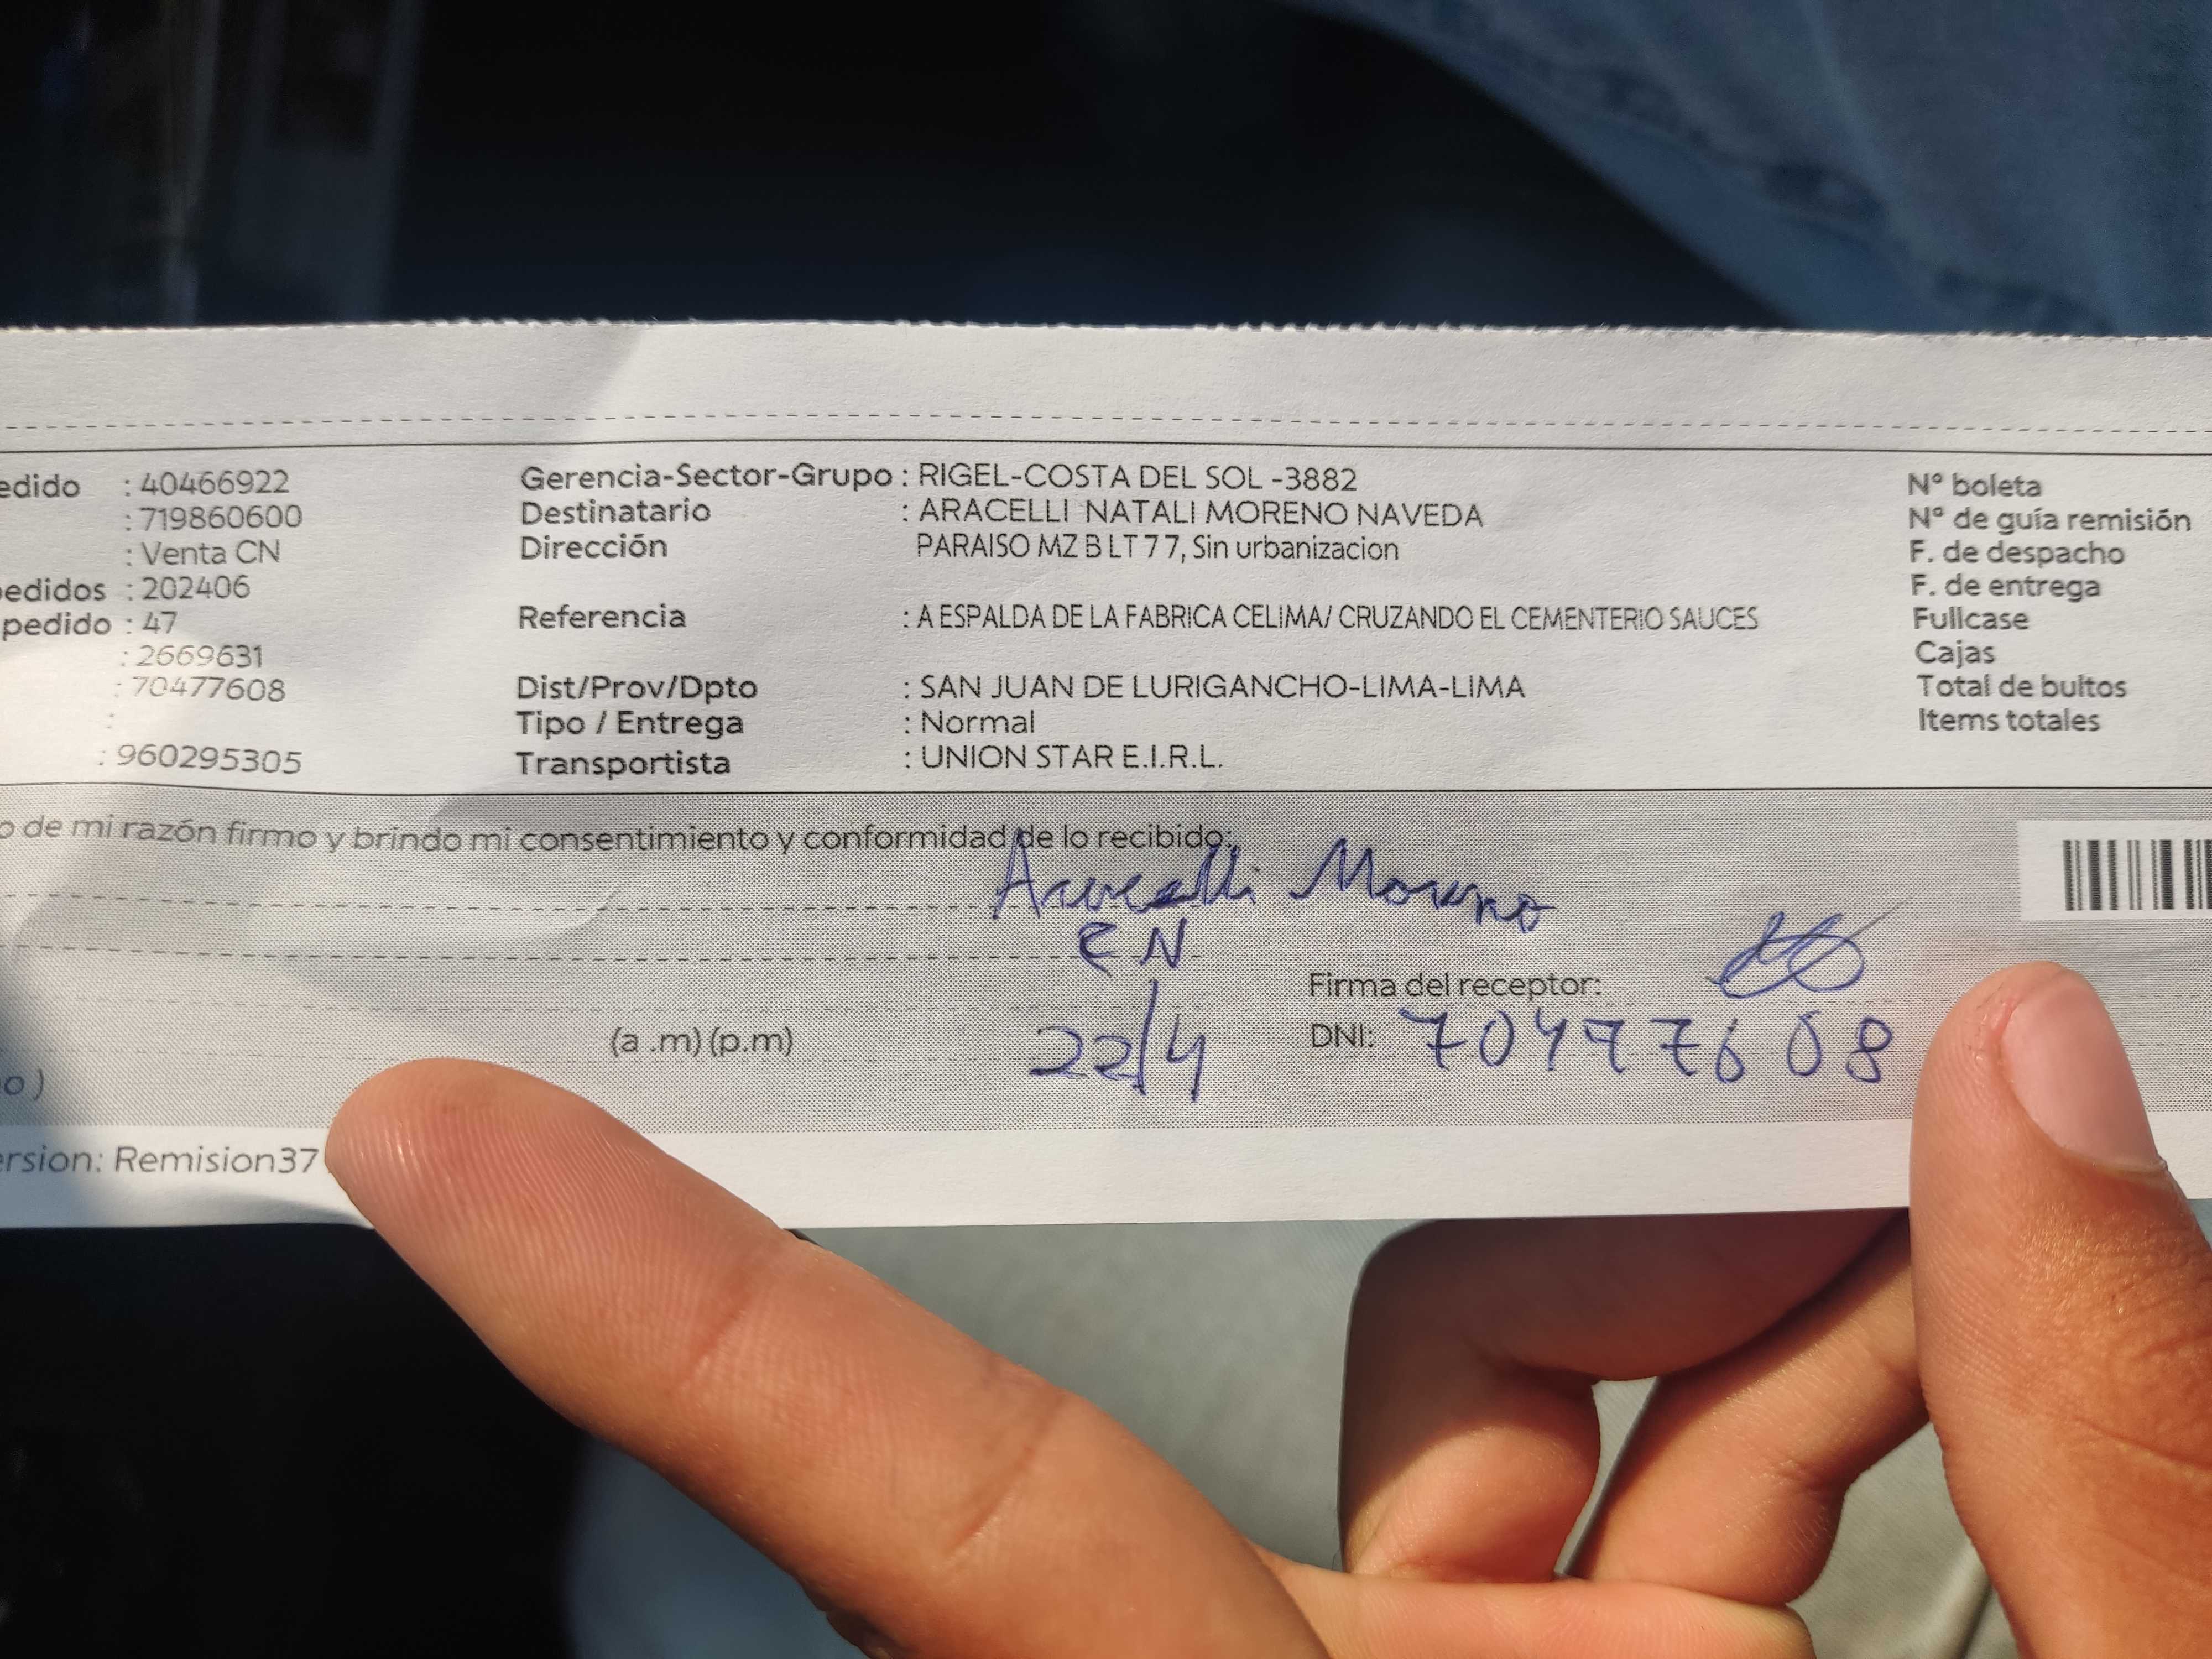 edido : 40466922
: 719860600
: Venta CN
pedidos : 202406
pedido : 47
: 2669631
: 70477608
:
: 960295305
Gerencia-Sector-Grupo : RIGEL-COSTA DEL SOL -3882
Destinatario : ARACELLI NATALI MORENO NAVEDA
Dirección PARAISO MZ B LT 7 7, Sin urbanizacion
Referencia : A ESPALDA DE LA FABRICA CELIMA/ CRUZANDO EL CEMENTERIO SAUCES
Dist/Prov/Dpto : SAN JUAN DE LURIGANCHO-LIMA-LIMA
Tipo / Entrega : Normal
Transportista : UNION STAR E.I.R.L.
Nº boleta
Nº de guía remisión
F. de despacho
F. de entrega
Fullcase
Cajas
Total de bultos
Items totales
o de mi razón firmo y brindo mi consentimiento y conformidad de lo recibido:
Aracelli Moreno
CN
Firma del receptor:
(a .m) (p.m) 22/4 DNI: 70477608
o )
ersion: Remision37